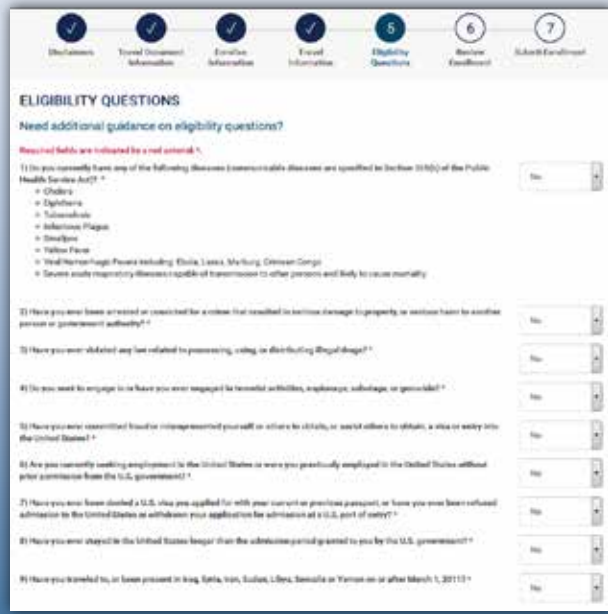 5
6
7
Disclaimers
Travel Document
Information
Enrollee
Information
Travel
Information
Eligibility
Questions
Review
Enrollment
Submit Enrollment
ELIGIBILITY QUESTIONS
Need additional guidance on eligibility questions?
Required fields are indicated by a red asterisk *.
1) Do you currently have any of the following diseases (communicable diseases are specified in Section 361(b) of the Public
Health Service Act)? *
Cholera
Diphtheria
Tuberculosis
Infectious Plague
Smallpox
Yellow Fever
Viral Hemorrhagic Fevers including: Ebola, Lassa, Marburg, Crimean-Congo
Severe acute respiratory illnesses capable of transmission to other persons and likely to cause mortality
No
2) Have you ever been arrested or convicted for a crime that resulted in serious damage to property, or serious harm to another
person or government authority? *
No
3) Have you ever violated any law related to possessing, using, or distributing illegal drugs? *
No
4) Do you seek to engage in or have you ever engaged in terrorist activities, espionage, sabotage, or genocide? *
No
5) Have you ever committed fraud or misrepresented yourself or others to obtain, or assist others to obtain, a visa or entry into
the United States? *
No
6) Are you currently seeking employment in the United States or were you previously employed in the United States without
prior permission from the U.S. government? *
No
7) Have you ever been denied a U.S. visa you applied for with your current or previous passport, or have you ever been refused
admission to the United States or withdrawn your application for admission at a U.S. port of entry? *
No
8) Have you ever stayed in the United States longer than the admission period granted to you by the U.S. government? *
No
9) Have you traveled to, or been present in Iraq, Syria, Iran, Sudan, Libya, Somalia or Yemen on or after March 1, 2011? *
No